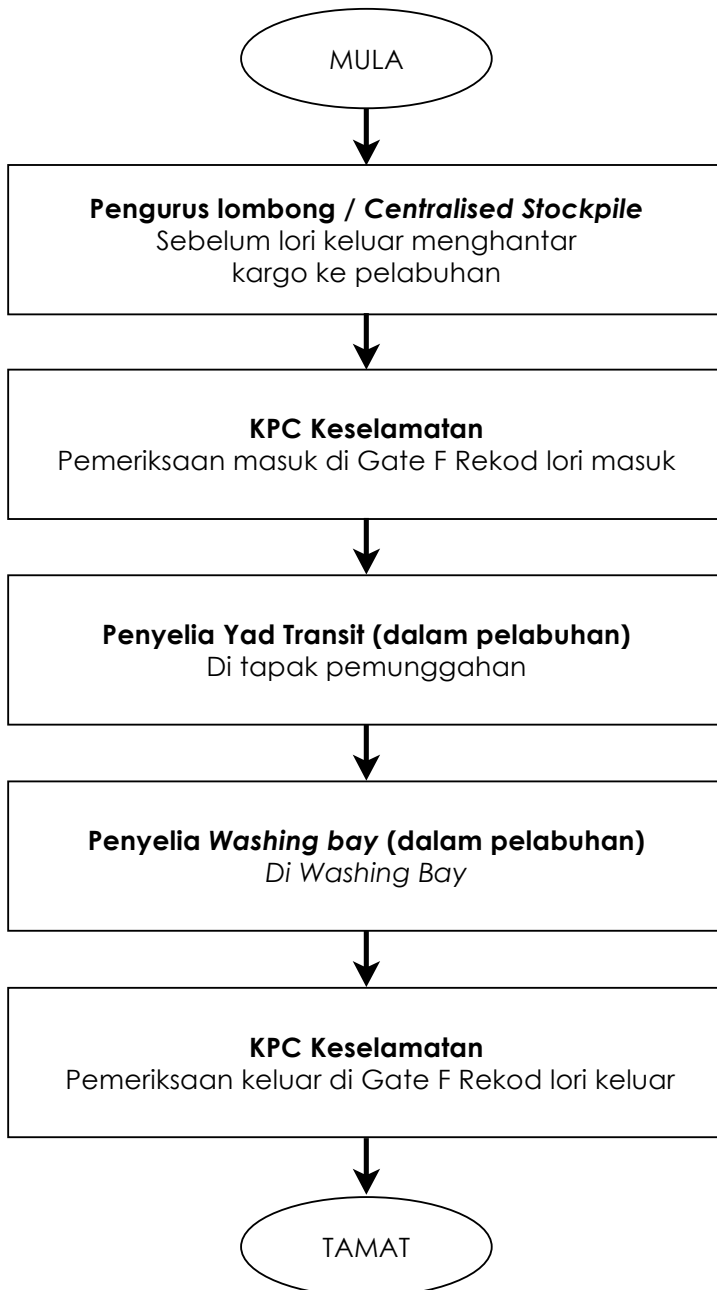 MULA
Pengurus lombong / Centralised Stockpile
Sebelum lori keluar menghantar
kargo ke pelabuhan
KPC Keselamatan
Pemeriksaan masuk di Gate F Rekod lori masuk
Penyelia Yad Transit (dalam pelabuhan)
Di tapak pemunggahan
Penyelia Washing bay (dalam pelabuhan)
Di Washing Bay
KPC Keselamatan
Pemeriksaan keluar di Gate F Rekod lori keluar
TAMAT